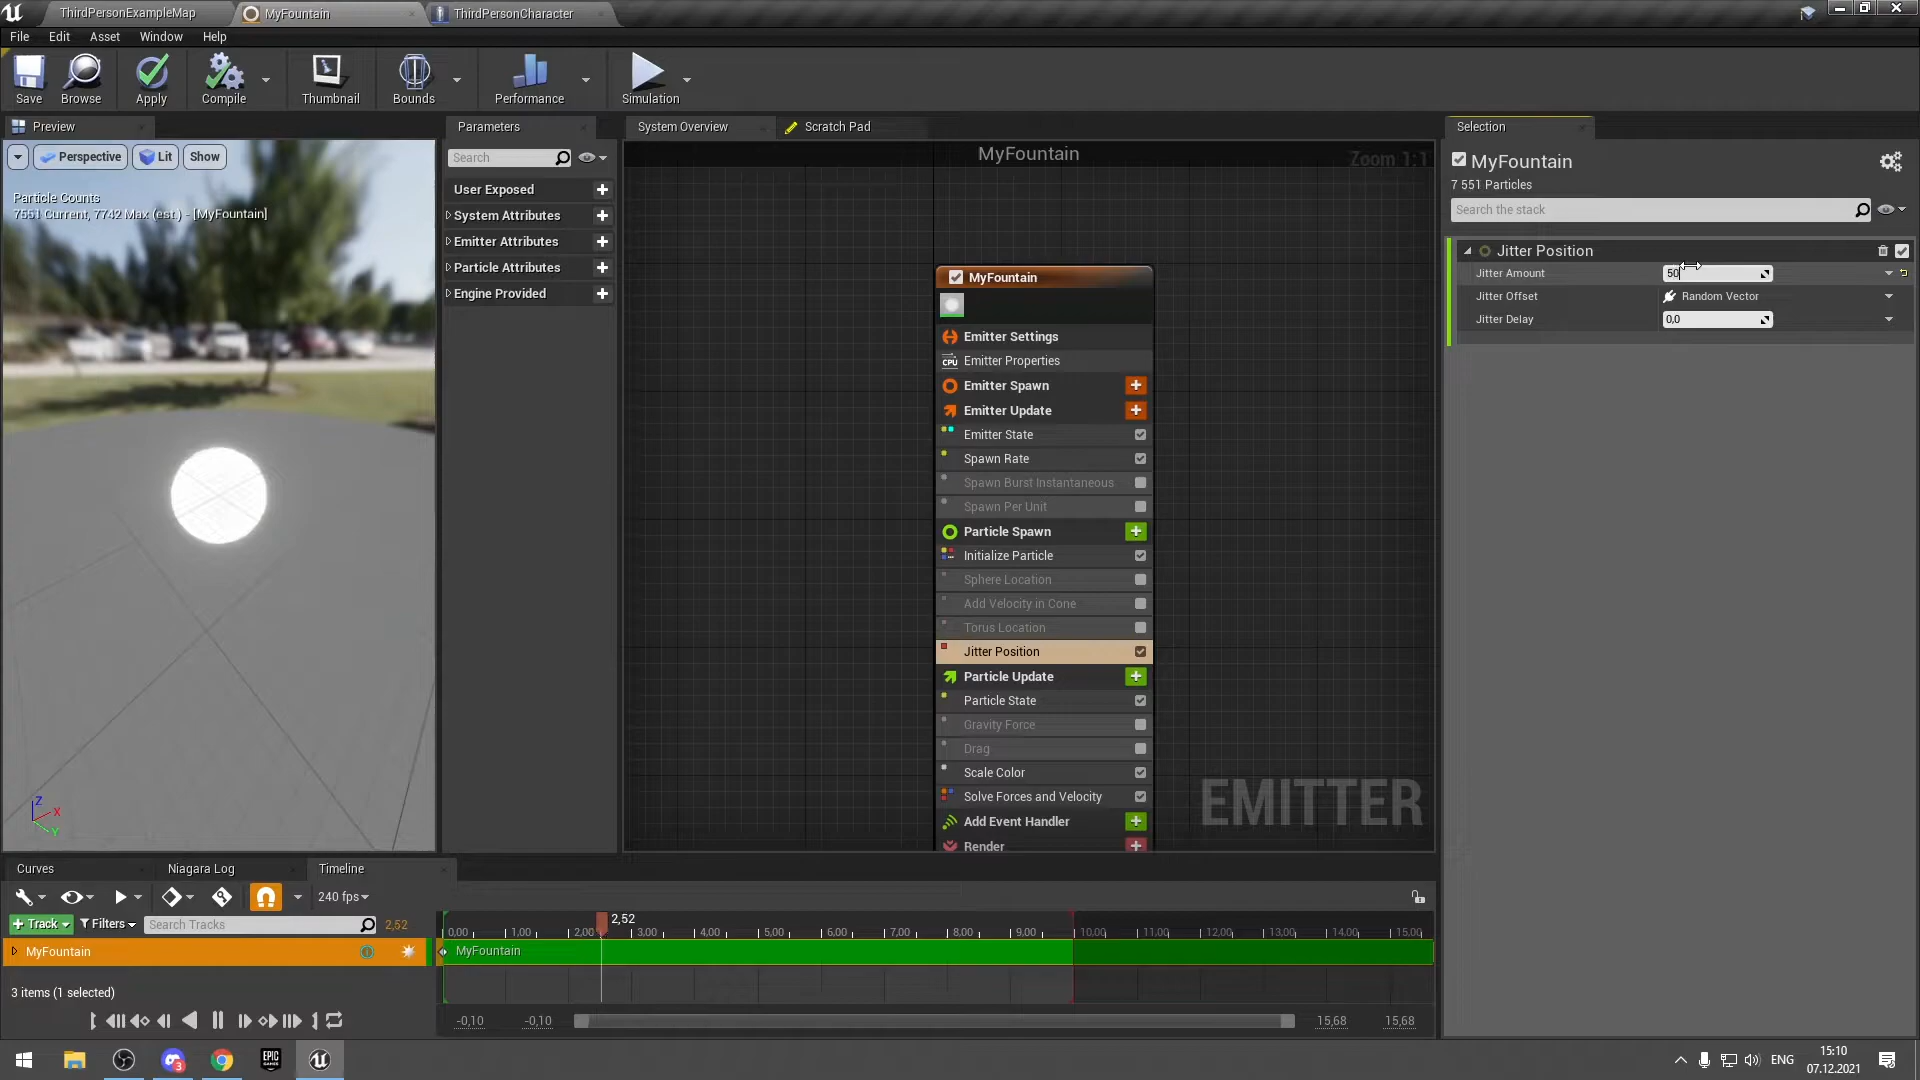 ThirdPersonExampleMap
MyFountain
ThirdPersonCharacter
File Edit Asset Window Help
Save
Browse
Apply
Compile
Thumbnail
Bounds
Performance
Simulation
Preview
Perspective
Lit
Show
Particle Counts
7551 Current, 7742 Max (est.) - [MyFountain]
Z
X
Y
Parameters
Search
User Exposed
System Attributes
Emitter Attributes
Particle Attributes
Engine Provided
System Overview
Scratch Pad
MyFountain
Zoom 1:1
MyFountain
Emitter Settings
CPU Emitter Properties
Emitter Spawn
Emitter Update
Emitter State
Spawn Rate
Spawn Burst Instantaneous
Spawn Per Unit
Particle Spawn
Initialize Particle
Sphere Location
Add Velocity in Cone
Torus Location
Jitter Position
Particle Update
Particle State
Gravity Force
Drag
Scale Color
Solve Forces and Velocity
Add Event Handler
Render
EMITTER
Selection
MyFountain
7 551 Particles
Search the stack
Jitter Position
Jitter Amount 50
Jitter Offset Random Vector
Jitter Delay 0,0
Curves
Niagara Log
Timeline
240 fps
+ Track
Filters
Search Tracks
2,52
2,52
0,00 1,00 2,00 3,00 4,00 5,00 6,00 7,00 8,00 9,00 10,00 11,00 12,00 13,00 14,00 15,00
MyFountain
MyFountain
3 items (1 selected)
-0,10 -0,10 15,68 15,68
EPIC GAMES
3
ENG
15:10
07.12.2021